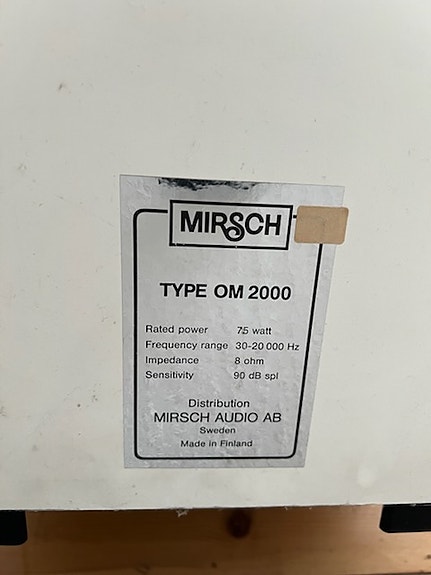 MIRSCH
TYPE OM 2000
Rated power 75 watt
Frequency range 30-20 000 Hz
Impedance 8 ohm
Sensitivity 90 dB spl
Distribution
MIRSCH AUDIO AB
Sweden
Made in Finland